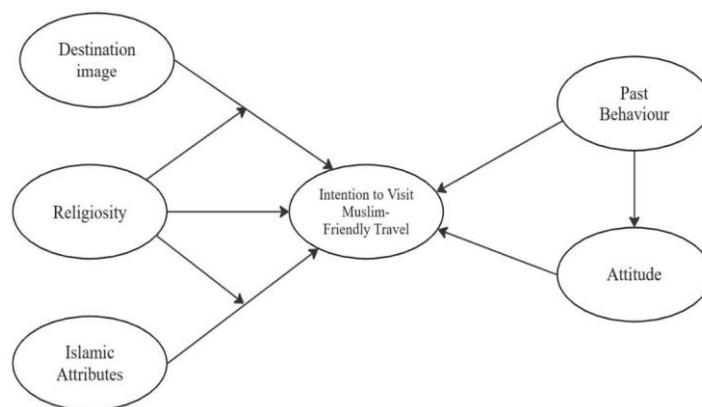 Destination
image
Religiosity
Islamic
Attributes
Intention to Visit
Muslim-
Friendly Travel
Past
Behaviour
Attitude